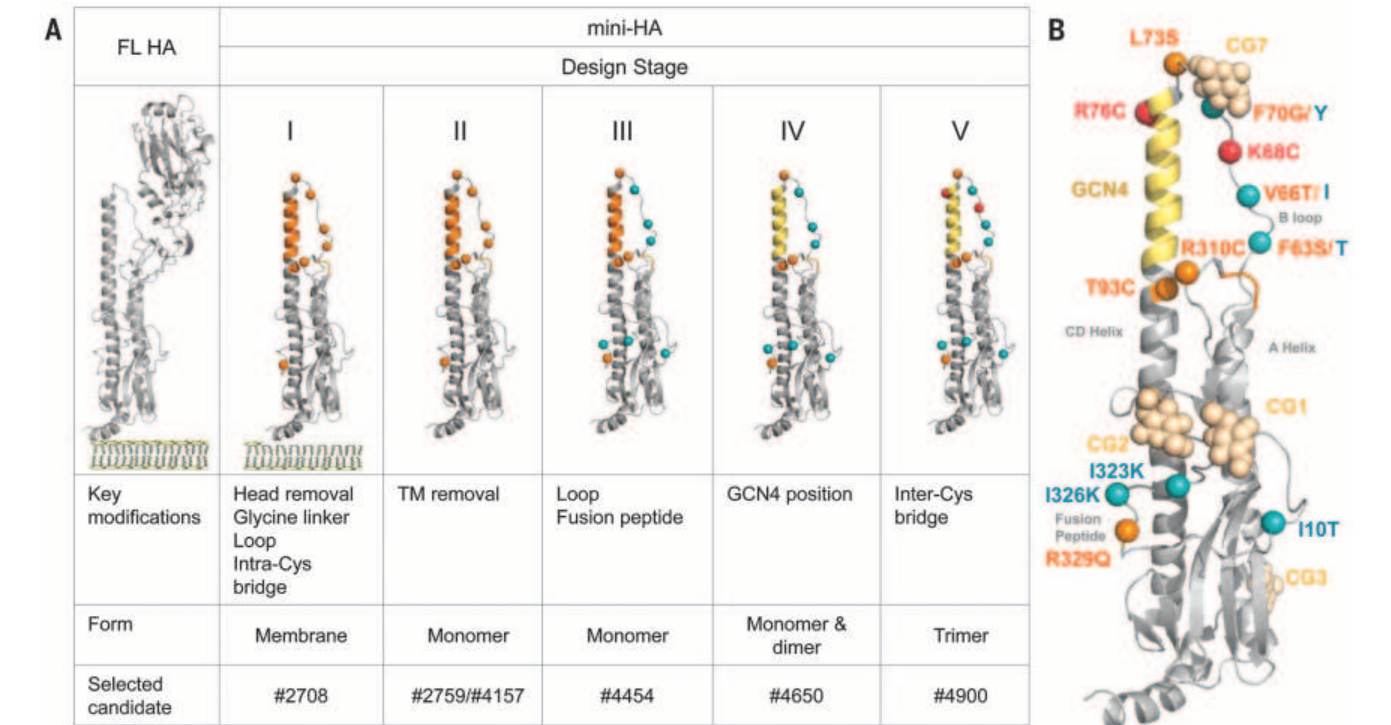 A
FL HA
mini-HA
Design Stage
I
II
III
IV
V
Key
modifications
Head removal
Glycine linker
Loop
Intra-Cys
bridge
TM removal
Loop
Fusion peptide
GCN4 position
Inter-Cys
bridge
Form
Membrane
Monomer
Monomer
Monomer &
dimer
Trimer
Selected
candidate
#2708
#2759/#4157
#4454
#4650
#4900
B
L73S
CG7
R76C
F70G/Y
K68C
GCN4
V66T/I
B loop
R310C
F63S/T
T93C
CD Helix
A Helix
CG1
CG2
I323K
I326K
Fusion
Peptide
I10T
R329Q
CG3